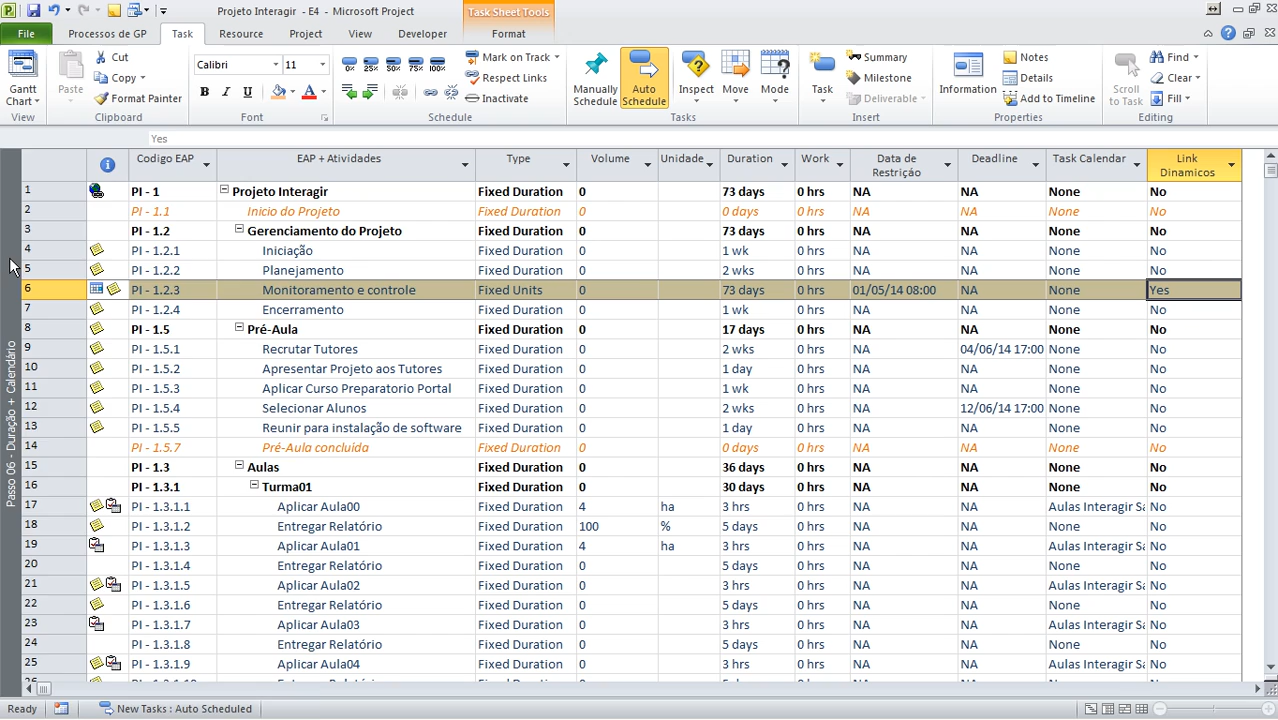 Projeto Interagir - E4 - Microsoft Project
Task Sheet Tools
File Processos de GP Task Resource Project View Developer Format
Gantt Chart
View
Paste
Cut
Copy
Format Painter
Clipboard
Calibri 11
B I U A
Font
0% 25% 50% 75% 100%
Mark on Track
Respect Links
Inactivate
Schedule
Manually Schedule
Auto Schedule
Inspect
Move
Mode
Tasks
Task
Summary
Milestone
Deliverable
Insert
Information
Notes
Details
Add to Timeline
Properties
Scroll to Task
Find
Clear
Fill
Editing
Yes
Codigo EAP EAP + Atividades Type Volume Unidade Duration Work Data de Restrição Deadline Task Calendar Link Dinamicos
1 PI - 1 Projeto Interagir Fixed Duration 0 73 days 0 hrs NA NA None No
2 PI - 1.1 Inicio do Projeto Fixed Duration 0 0 days 0 hrs NA NA None No
3 PI - 1.2 Gerenciamento do Projeto Fixed Duration 0 73 days 0 hrs NA NA None No
4 PI - 1.2.1 Iniciação Fixed Duration 0 1 wk 0 hrs NA NA None No
5 PI - 1.2.2 Planejamento Fixed Duration 0 2 wks 0 hrs NA NA None No
6 PI - 1.2.3 Monitoramento e controle Fixed Units 0 73 days 0 hrs 01/05/14 08:00 NA None Yes
7 PI - 1.2.4 Encerramento Fixed Duration 0 1 wk 0 hrs NA NA None No
8 PI - 1.5 Pré-Aula Fixed Duration 0 17 days 0 hrs NA NA None No
9 PI - 1.5.1 Recrutar Tutores Fixed Duration 0 2 wks 0 hrs NA 04/06/14 17:00 None No
10 PI - 1.5.2 Apresentar Projeto aos Tutores Fixed Duration 0 1 day 0 hrs NA NA None No
11 PI - 1.5.3 Aplicar Curso Preparatorio Portal Fixed Duration 0 1 wk 0 hrs NA NA None No
12 PI - 1.5.4 Selecionar Alunos Fixed Duration 0 2 wks 0 hrs NA 12/06/14 17:00 None No
13 PI - 1.5.5 Reunir para instalação de software Fixed Duration 0 1 day 0 hrs NA NA None No
14 PI - 1.5.7 Pré-Aula concluída Fixed Duration 0 0 days 0 hrs NA NA None No
15 PI - 1.3 Aulas Fixed Duration 0 36 days 0 hrs NA NA None No
16 PI - 1.3.1 Turma01 Fixed Duration 0 30 days 0 hrs NA NA None No
17 PI - 1.3.1.1 Aplicar Aula00 Fixed Duration 4 ha 3 hrs 0 hrs NA NA Aulas Interagir Sa No
18 PI - 1.3.1.2 Entregar Relatório Fixed Duration 100 % 5 days 0 hrs NA NA None No
19 PI - 1.3.1.3 Aplicar Aula01 Fixed Duration 4 ha 3 hrs 0 hrs NA NA Aulas Interagir Sa No
20 PI - 1.3.1.4 Entregar Relatório Fixed Duration 0 5 days 0 hrs NA NA None No
21 PI - 1.3.1.5 Aplicar Aula02 Fixed Duration 0 3 hrs 0 hrs NA NA Aulas Interagir Sa No
22 PI - 1.3.1.6 Entregar Relatório Fixed Duration 0 5 days 0 hrs NA NA None No
23 PI - 1.3.1.7 Aplicar Aula03 Fixed Duration 0 3 hrs 0 hrs NA NA Aulas Interagir Sa No
24 PI - 1.3.1.8 Entregar Relatório Fixed Duration 0 5 days 0 hrs NA NA None No
25 PI - 1.3.1.9 Aplicar Aula04 Fixed Duration 0 3 hrs 0 hrs NA NA Aulas Interagir Sa No
Passo 06 - Duração + Calendário
Ready New Tasks : Auto Scheduled